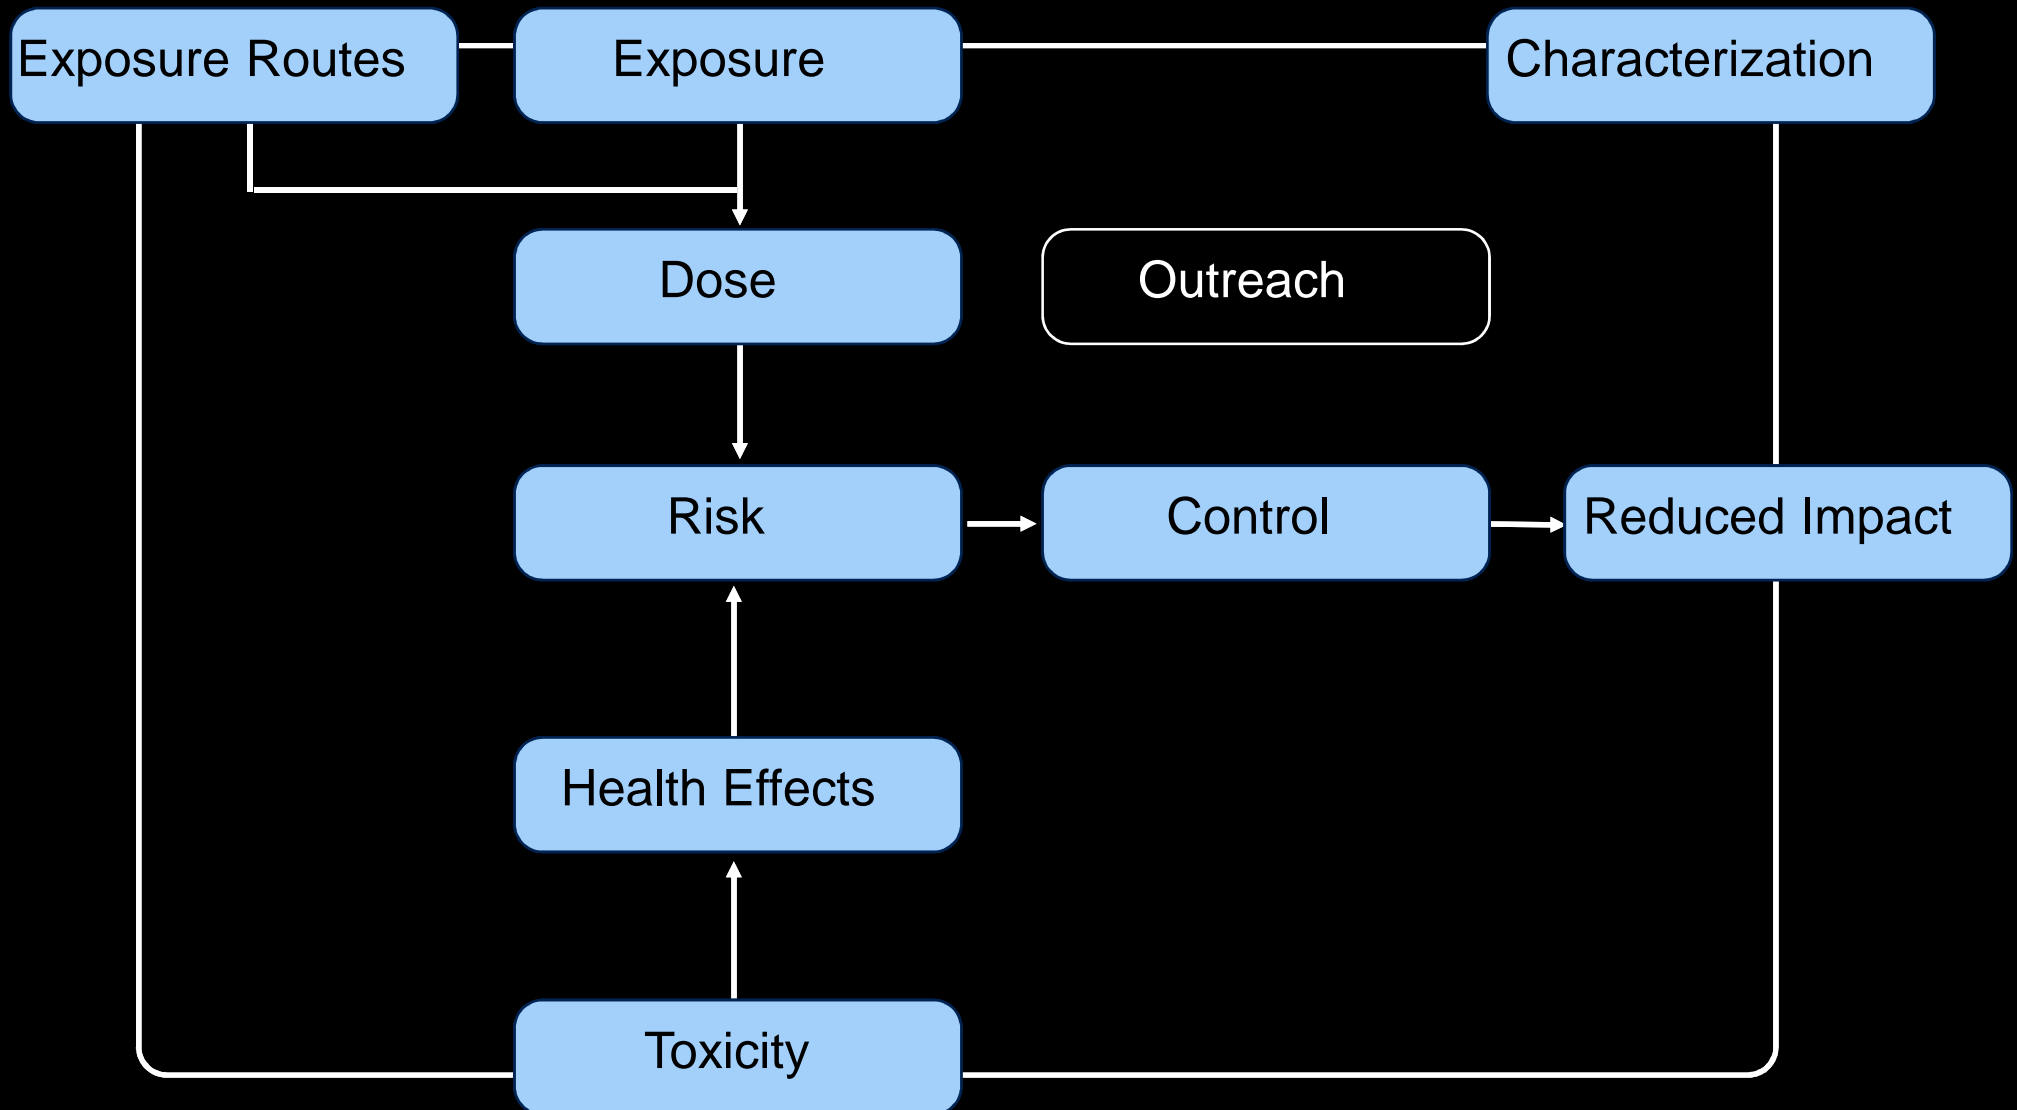 Exposure Routes
Exposure
Characterization
Dose
Outreach
Risk
Control
Reduced Impact
Health Effects
Toxicity